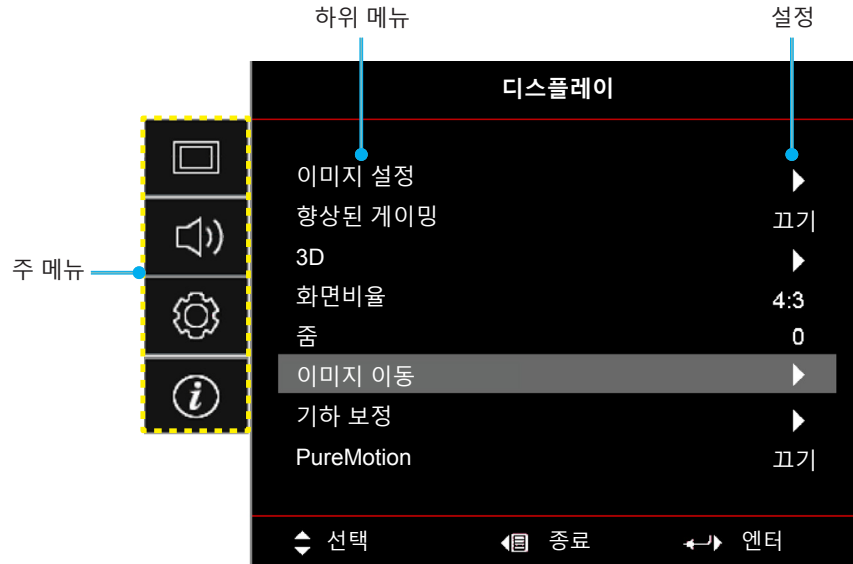 하위 메뉴 설정
디스플레이
이미지 설정
향상된 게이밍 끄기
주 메뉴
3D
화면비율 4:3
줌 0
이미지 이동
기하 보정
PureMotion 끄기
선택 종료 엔터